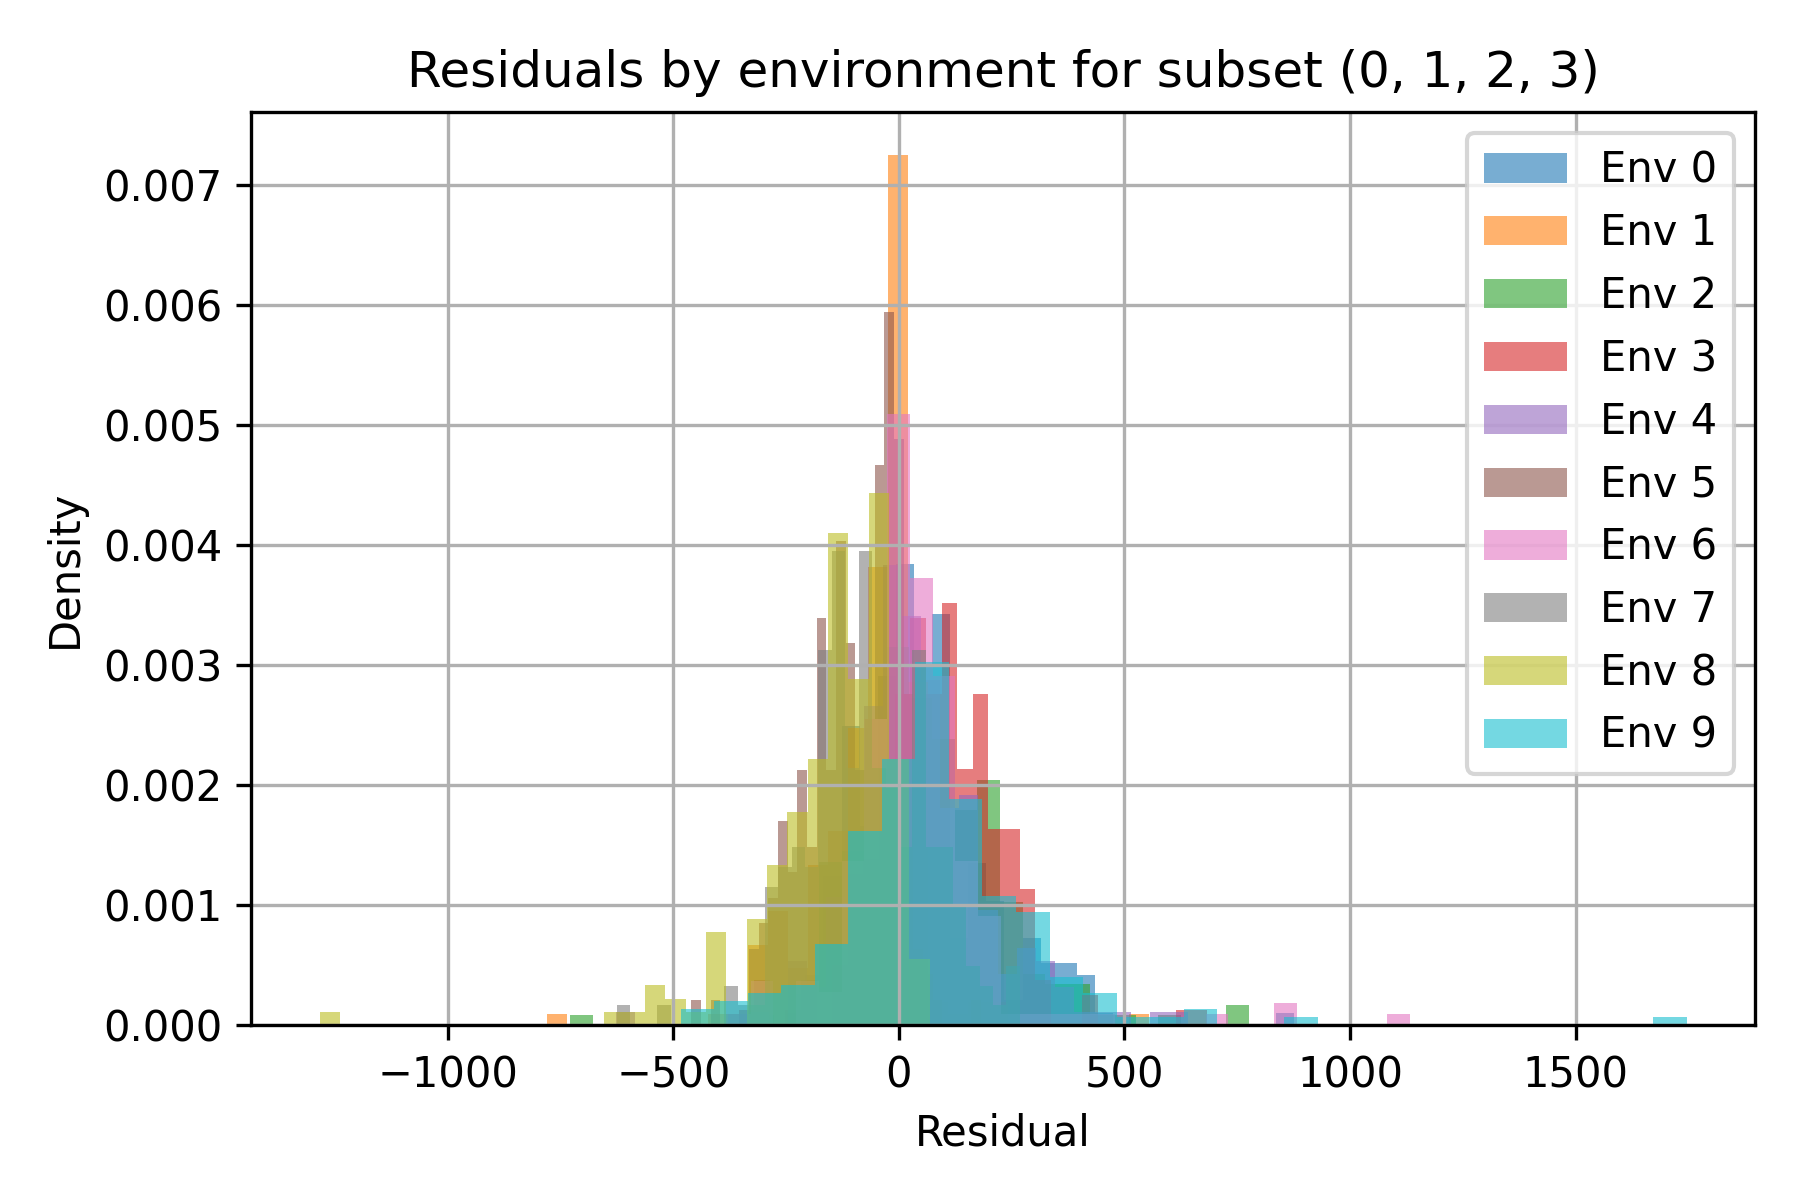 Residuals by environment for subset (0, 1, 2, 3)
Density
0.007
0.006
0.005
0.004
0.003
0.002
0.001
0.000
−1000
−500
0
500
1000
1500
Residual
Env 0
Env 1
Env 2
Env 3
Env 4
Env 5
Env 6
Env 7
Env 8
Env 9